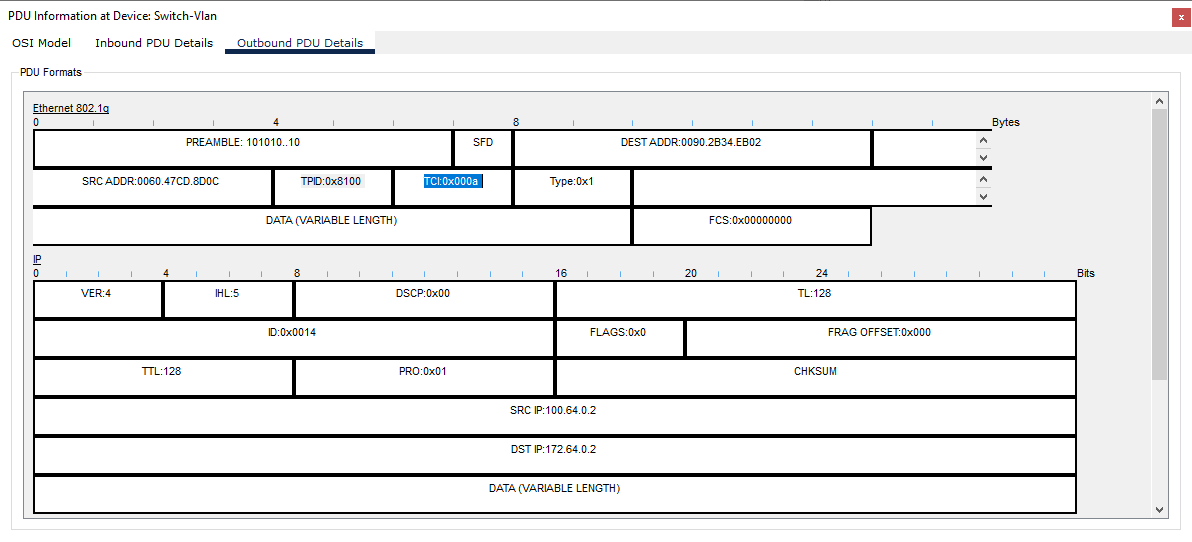 PDU Information at Device: Switch-Vlan
x
OSI Model Inbound PDU Details Outbound PDU Details
PDU Formats
Ethernet 802.1q
0 4 8 Bytes
PREAMBLE: 101010..10 SFD DEST ADDR:0090.2B34.EB02
SRC ADDR:0060.47CD.8D0C TPID:0x8100 TCI:0x000a Type:0x1
DATA (VARIABLE LENGTH) FCS:0x00000000
IP
0 4 8 16 20 24 Bits
VER:4 IHL:5 DSCP:0x00 TL:128
ID:0x0014 FLAGS:0x0 FRAG OFFSET:0x000
TTL:128 PRO:0x01 CHKSUM
SRC IP:100.64.0.2
DST IP:172.64.0.2
DATA (VARIABLE LENGTH)